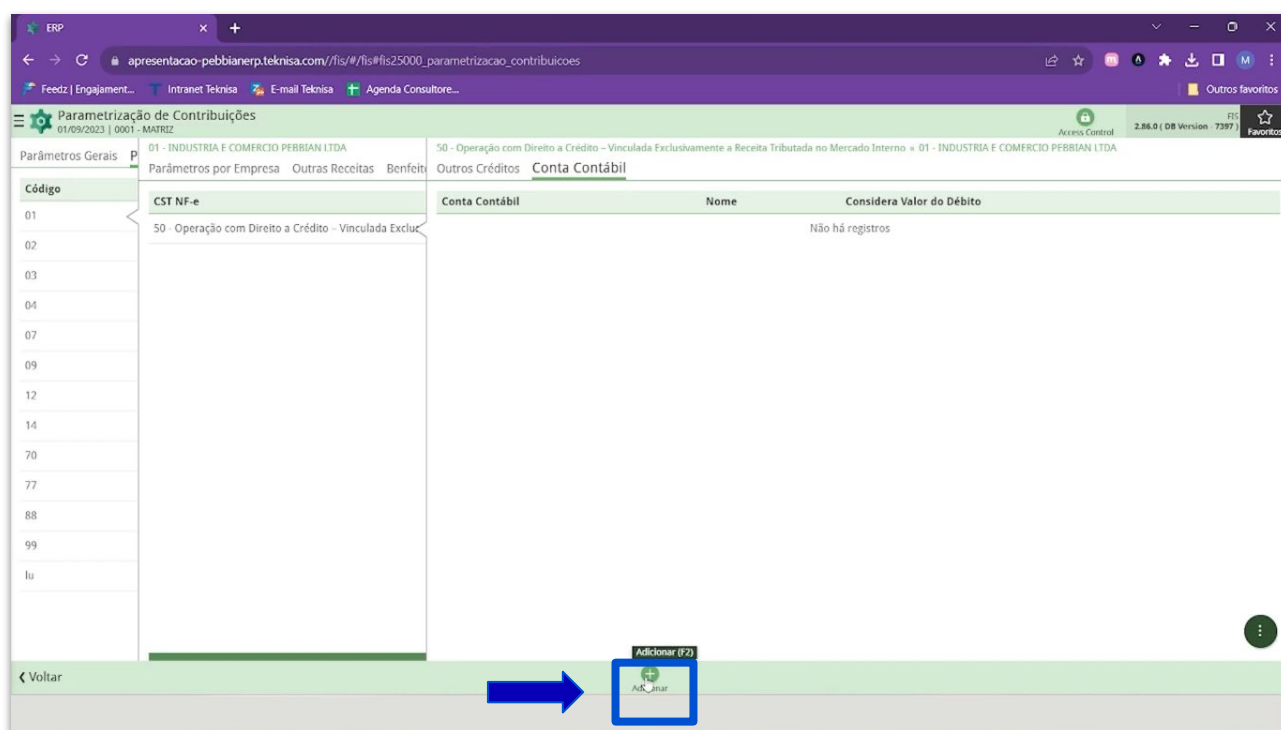 ERP
apresentacao-pebbianerp.teknisa.com//fis/#/fis#fis25000_parametrizacao_contribuicoes
Feedz | Engajament...
Intranet Teknisa
E-mail Teknisa
Agenda Consultore...
Outros favoritos
Parametrização de Contribuições
01/09/2023 | 0001 - MATRIZ
Access Control
FIS
2.86.0 ( DB Version - 7397 )
Favoritos
Parâmetros Gerais P
Código
01
02
03
04
07
09
12
14
70
77
88
99
lu
01 - INDUSTRIA E COMERCIO PEBBIAN LTDA
Parâmetros por Empresa Outras Receitas Benfeit
CST NF-e
50 - Operação com Direito a Crédito – Vinculada Excluc
50 - Operação com Direito a Crédito – Vinculada Exclusivamente a Receita Tributada no Mercado Interno 01 - INDUSTRIA E COMERCIO PEBBIAN LTDA
Outros Créditos Conta Contábil
Conta Contábil Nome Considera Valor do Débito
Não há registros
Adicionar (F2)
Voltar
Adicionar